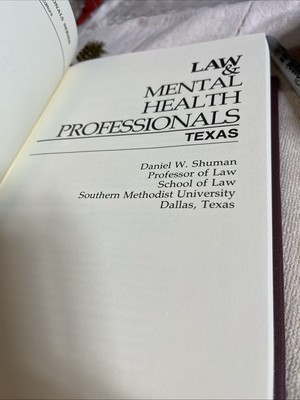 LAW
&
MENTAL
HEALTH
PROFESSIONALS
TEXAS
Daniel W. Shuman
Professor of Law
School of Law
Southern Methodist University
Dallas, Texas